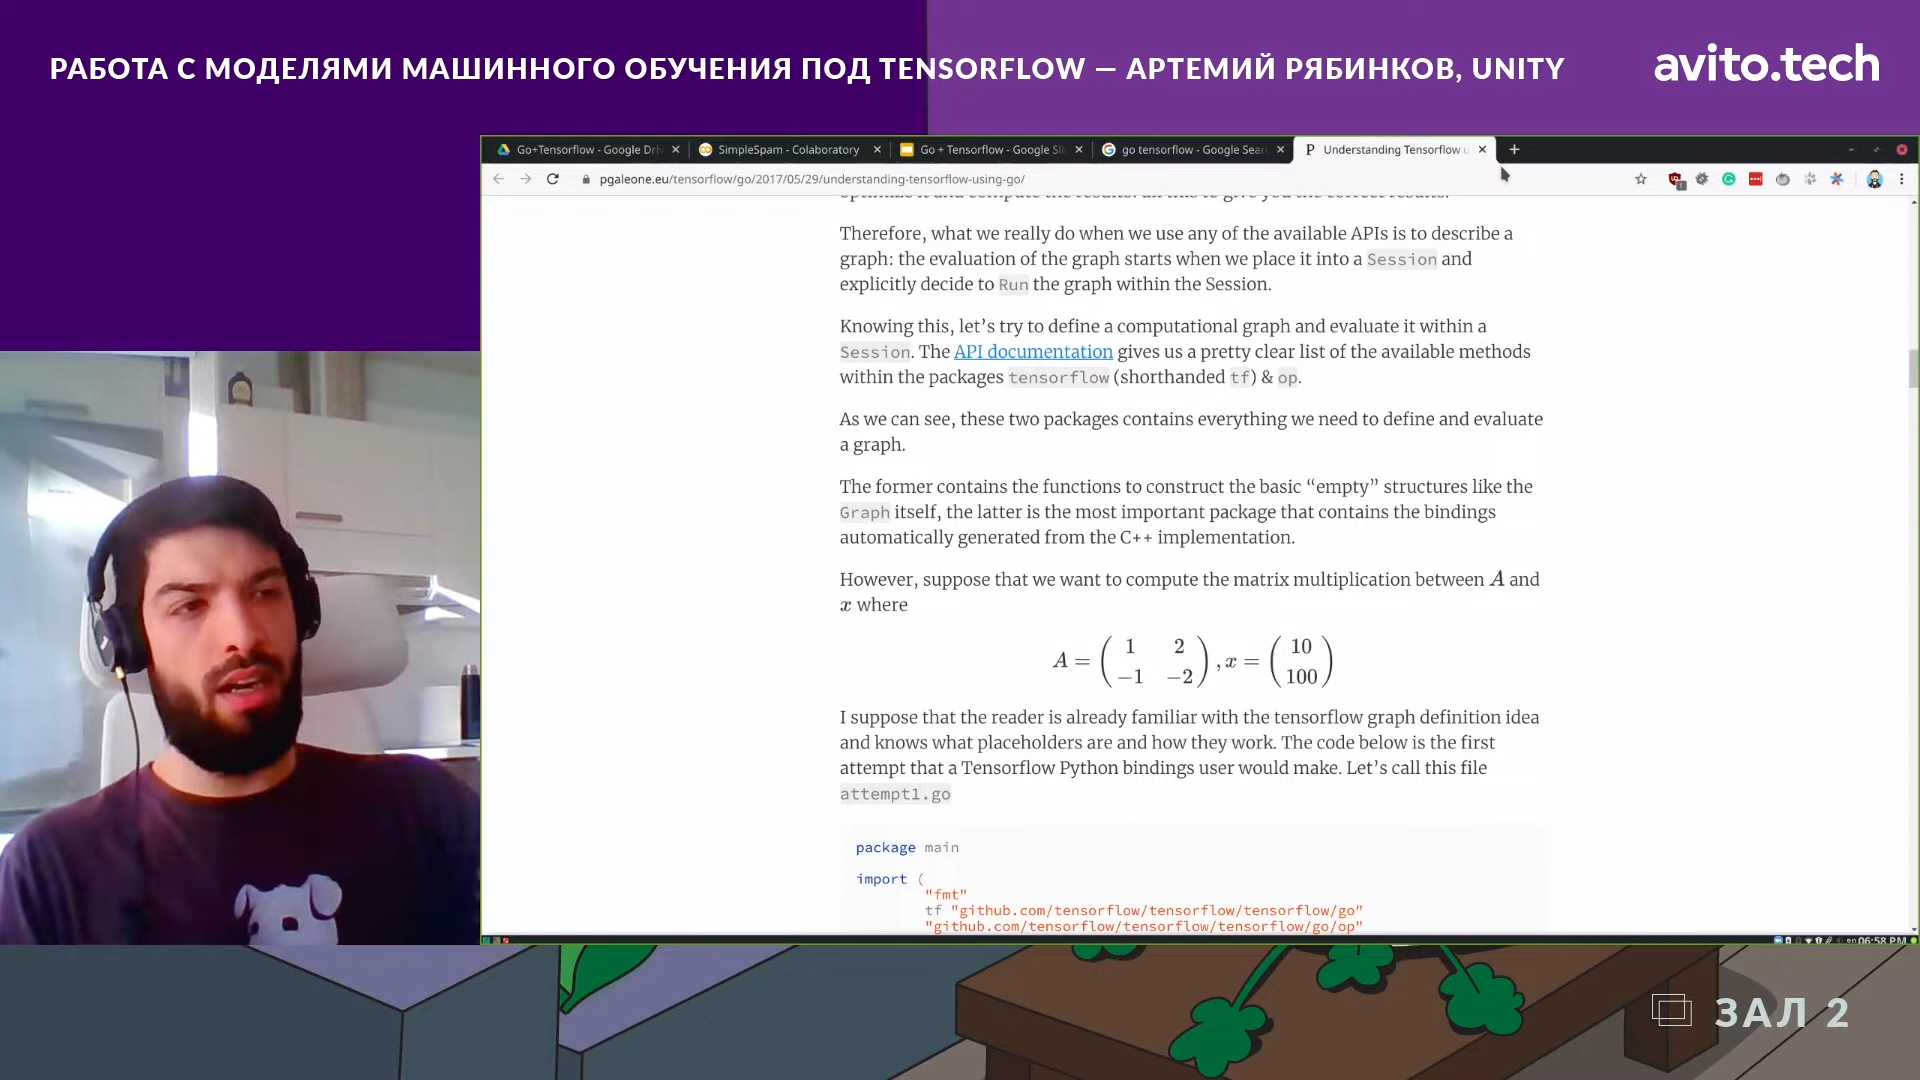 РАБОТА С МОДЕЛЯМИ МАШИННОГО ОБУЧЕНИЯ ПОД TENSORFLOW — АРТЕМИЙ РЯБИНКОВ, UNITY
avito.tech
Go+Tensorflow - Google Driv
SimpleSpam - Colaboratory
Go + Tensorflow - Google Sli
go tensorflow - Google Sear
Understanding Tensorflow u
pgaleone.eu/tensorflow/go/2017/05/29/understanding-tensorflow-using-go/
Therefore, what we really do when we use any of the available APIs is to describe a
graph: the evaluation of the graph starts when we place it into a Session and
explicitly decide to Run the graph within the Session.
Knowing this, let’s try to define a computational graph and evaluate it within a
Session. The API documentation gives us a pretty clear list of the available methods
within the packages tensorflow (shorthanded tf) & op.
As we can see, these two packages contains everything we need to define and evaluate
a graph.
The former contains the functions to construct the basic “empty” structures like the
Graph itself, the latter is the most important package that contains the bindings
automatically generated from the C++ implementation.
However, suppose that we want to compute the matrix multiplication between A and
x where
A = ( 1 2 −1 −2 ) , x = ( 10 100 )
I suppose that the reader is already familiar with the tensorflow graph definition idea
and knows what placeholders are and how they work. The code below is the first
attempt that a Tensorflow Python bindings user would make. Let’s call this file
attempt1.go
package main
import (
"fmt"
tf "github.com/tensorflow/tensorflow/tensorflow/go"
"github.com/tensorflow/tensorflow/tensorflow/go/op"
en 06:58 PM
ЗАЛ 2